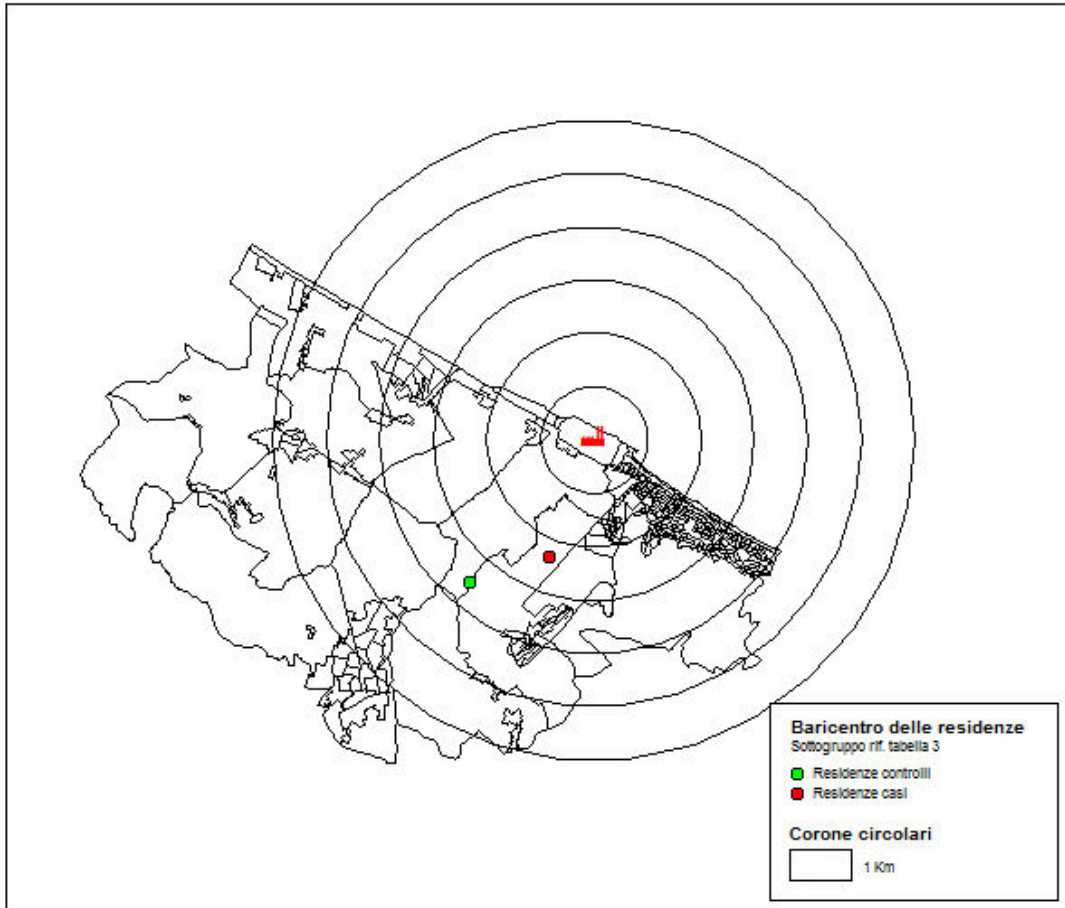 Baricentro delle residenze
Sottogruppo rif. tabella 3
Residenze controlli
Residenze casi
Corone circolari
1 Km